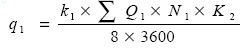 q₁ = (k₁ × ∑ Q₁ × N₁ × K₂) / (8 × 3600)